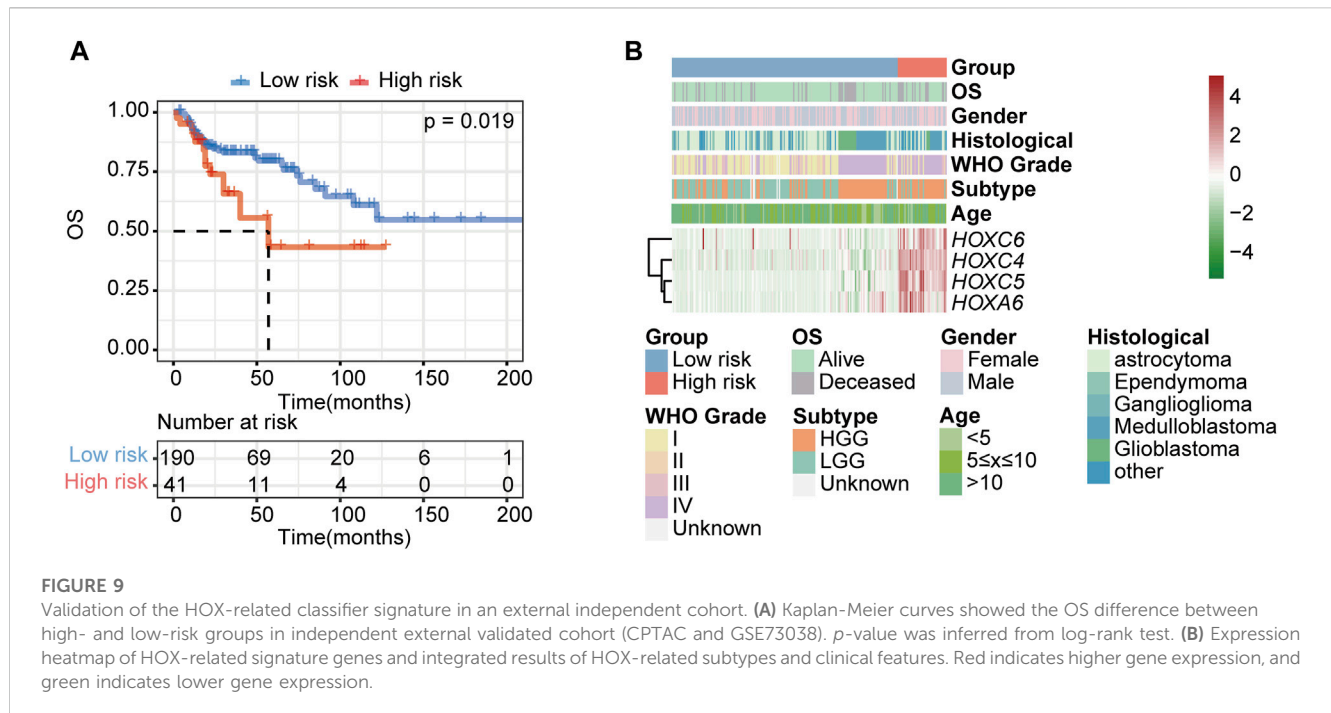 A
Low risk High risk
p = 0.019
1.00
0.75
0.50
0.25
0.00
OS
0 50 100 150 200
Time(months)
Number at risk
Low risk 190 69 20 6 1
High risk 41 11 4 0 0
0 50 100 150 200
Time(months)
B
Group
OS
Gender
Histological
WHO Grade
Subtype
Age
HOXC6
HOXC4
HOXC5
HOXA6
4
2
0
−2
−4
Group
Low risk
High risk
OS
Alive
Deceased
Gender
Female
Male
Histological
astrocytoma
Ependymoma
Ganglioglioma
Medulloblastoma
Glioblastoma
other
WHO Grade
I
II
III
IV
Unknown
Subtype
HGG
LGG
Unknown
Age
<5
5≤x≤10
>10
FIGURE 9
Validation of the HOX-related classifier signature in an external independent cohort. (A) Kaplan-Meier curves showed the OS difference between
high- and low-risk groups in independent external validated cohort (CPTAC and GSE73038). p-value was inferred from log-rank test. (B) Expression
heatmap of HOX-related signature genes and integrated results of HOX-related subtypes and clinical features. Red indicates higher gene expression, and
green indicates lower gene expression.